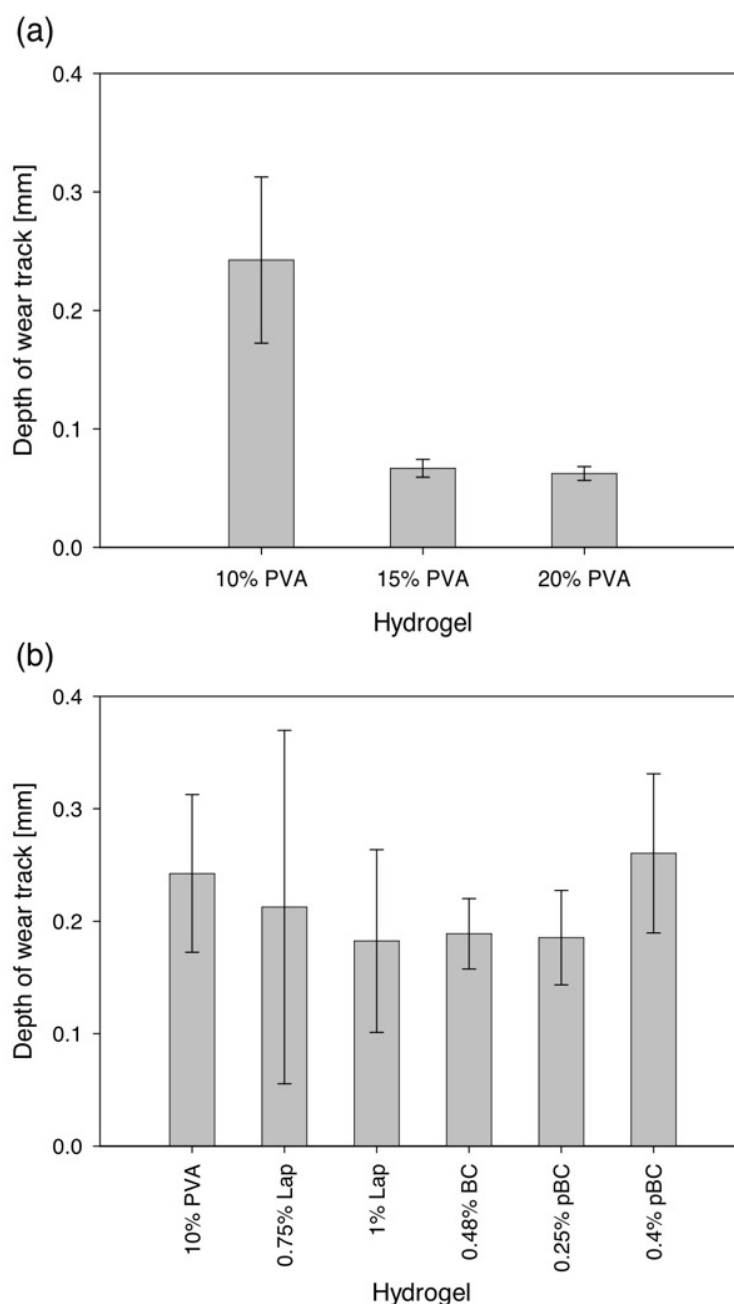 (a)
Depth of wear track [mm]
0.4
0.3
0.2
0.1
0.0
10% PVA 15% PVA 20% PVA
Hydrogel
(b)
Depth of wear track [mm]
0.4
0.3
0.2
0.1
0.0
10% PVA
0.75% Lap
1% Lap
0.48% BC
0.25% pBC
0.4% pBC
Hydrogel